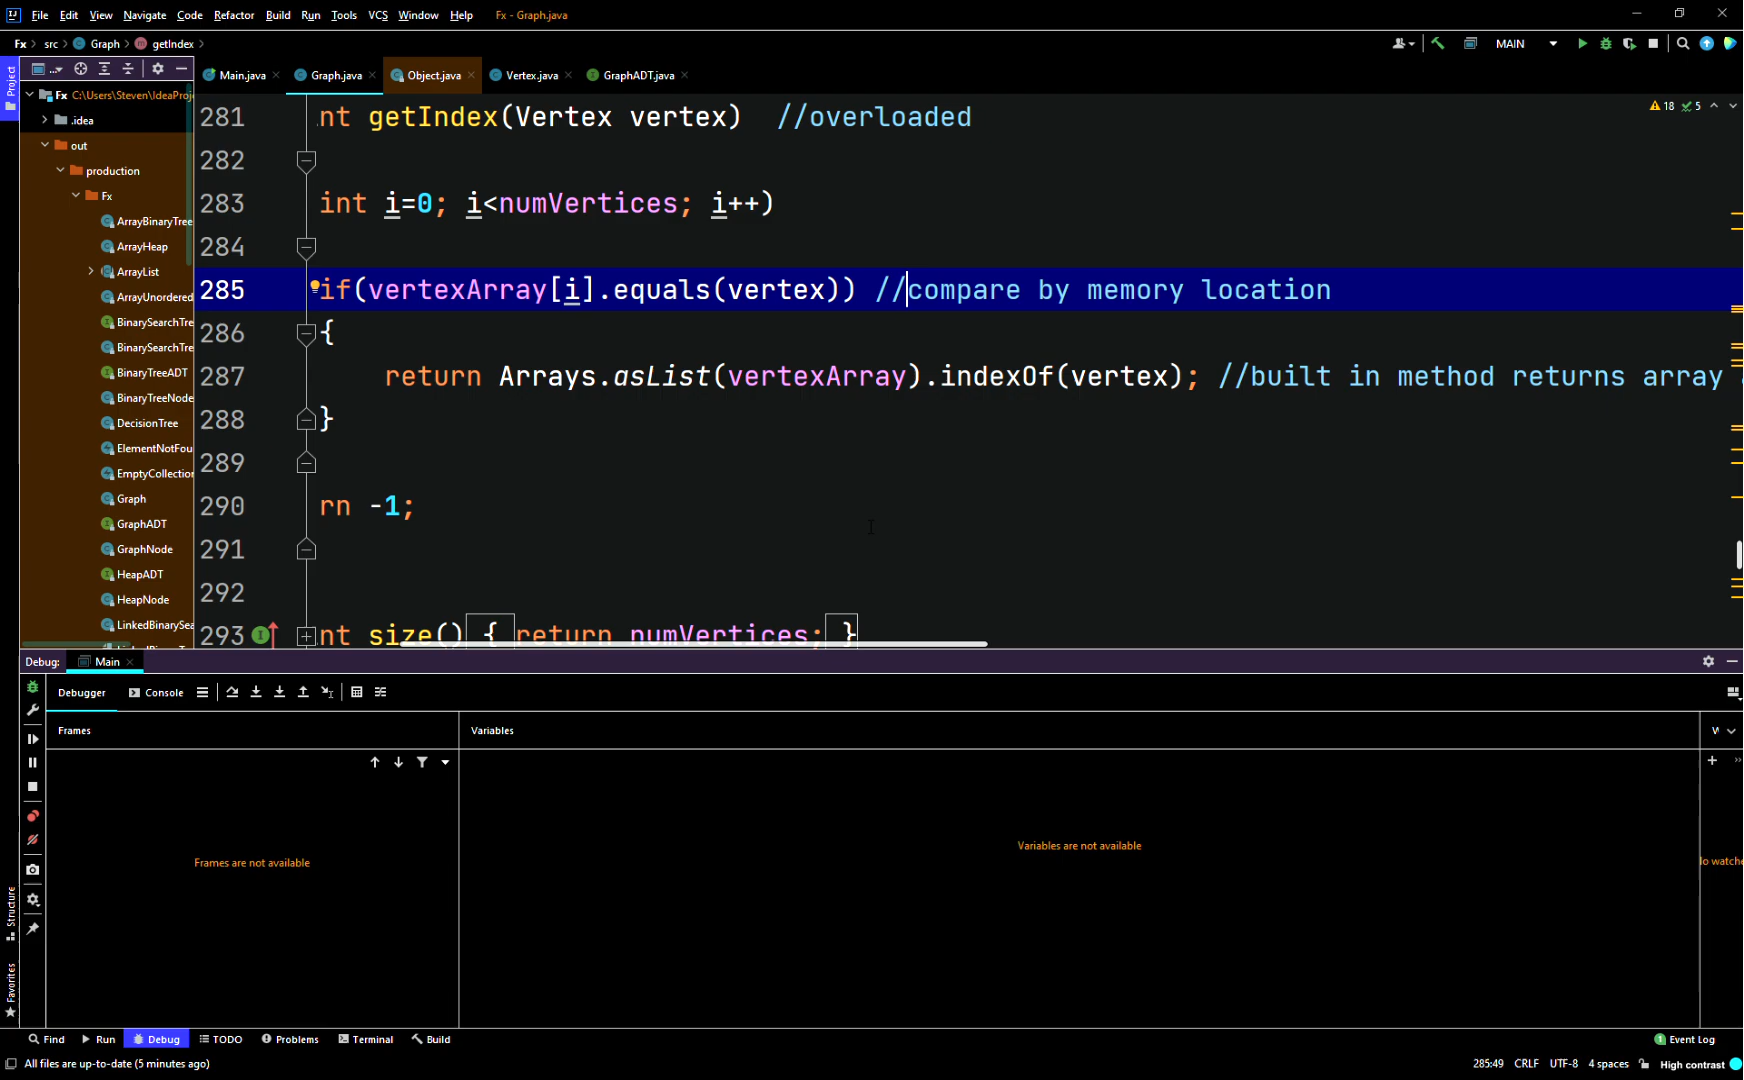 File Edit View Navigate Code Refactor Build Run Tools VCS Window Help Fx - Graph.java
Fx src Graph getIndex MAIN
Main.java Graph.java Object.java Vertex.java GraphADT.java
Project
Fx C:\Users\Steven\IdeaProj
.idea
out
production
Fx
ArrayBinaryTree
ArrayHeap
ArrayList
ArrayUnordered
BinarySearchTre
BinarySearchTre
BinaryTreeADT
BinaryTreeNode
DecisionTree
ElementNotFou
EmptyCollection
Graph
GraphADT
GraphNode
HeapADT
HeapNode
LinkedBinarySea
18 5
281 nt getIndex(Vertex vertex) //overloaded
282
283 int i=0; i<numVertices; i++)
284
285 if(vertexArray[i].equals(vertex)) //compare by memory location
286 {
287 return Arrays.asList(vertexArray).indexOf(vertex); //built in method returns array
288 }
289
290 rn -1;
291
292
293 nt size() { return numVertices; }
Debug: Main
Debugger Console
Frames Variables
Frames are not available
Variables are not available
No watche
Structure
Favorites
Find Run Debug TODO Problems Terminal Build 1 Event Log
All files are up-to-date (5 minutes ago) 285:49 CRLF UTF-8 4 spaces High contrast